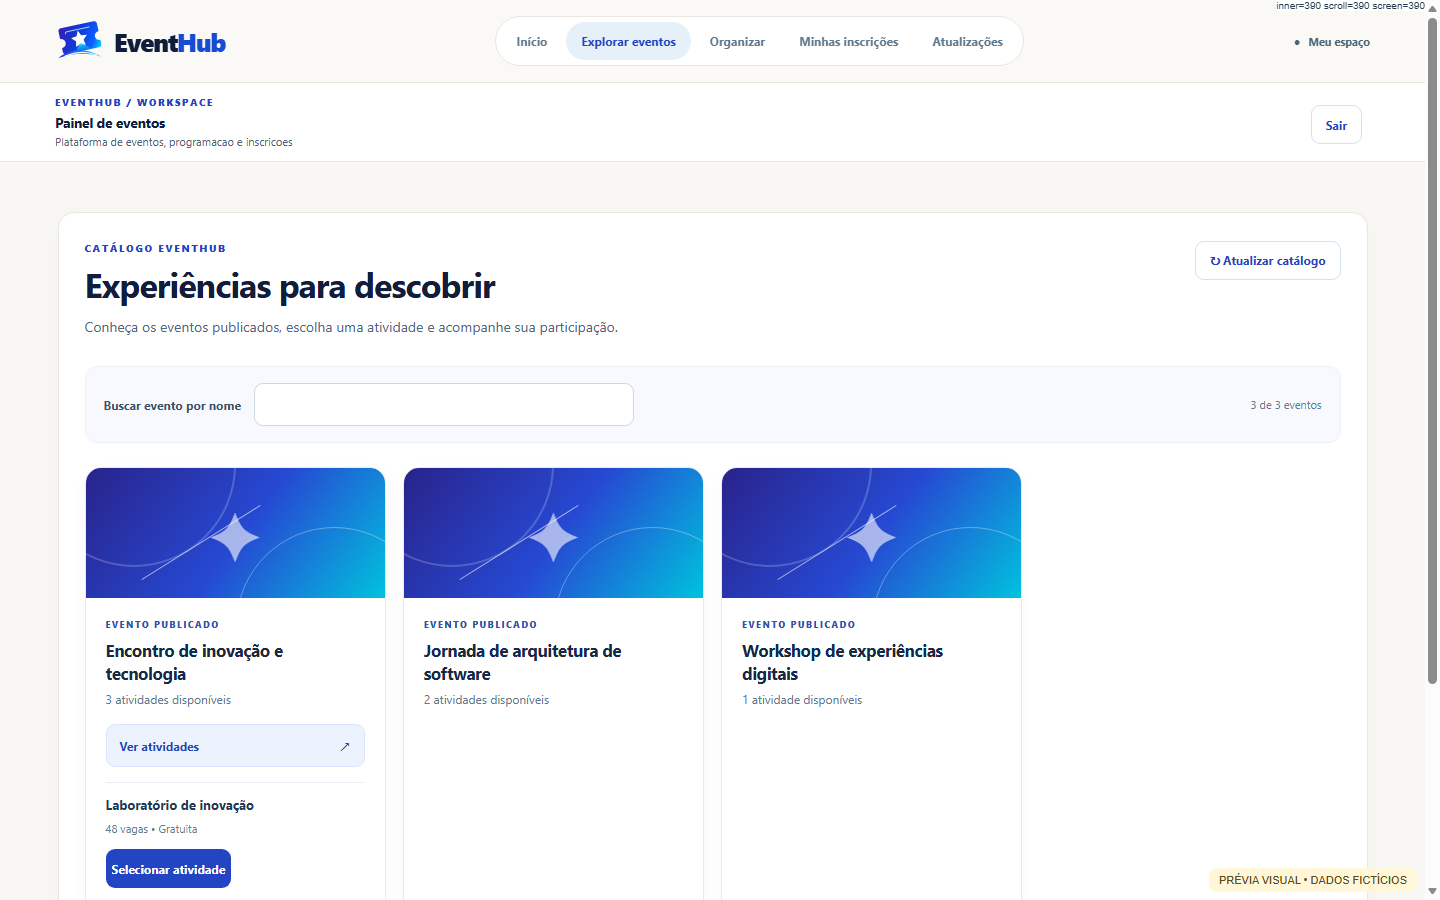 inner=390 scroll=390 screen=390
EventHub
Início
Explorar eventos
Organizar
Minhas inscrições
Atualizações
• Meu espaço
EVENTHUB / WORKSPACE
Painel de eventos
Plataforma de eventos, programacao e inscricoes
Sair
CATÁLOGO EVENTHUB
Experiências para descobrir
Conheça os eventos publicados, escolha uma atividade e acompanhe sua participação.
↻ Atualizar catálogo
Buscar evento por nome
3 de 3 eventos
EVENTO PUBLICADO
Encontro de inovação e
tecnologia
3 atividades disponíveis
Ver atividades ↗
Laboratório de inovação
48 vagas • Gratuita
Selecionar atividade
EVENTO PUBLICADO
Jornada de arquitetura de
software
2 atividades disponíveis
EVENTO PUBLICADO
Workshop de experiências
digitais
1 atividade disponíveis
PRÉVIA VISUAL • DADOS FICTÍCIOS